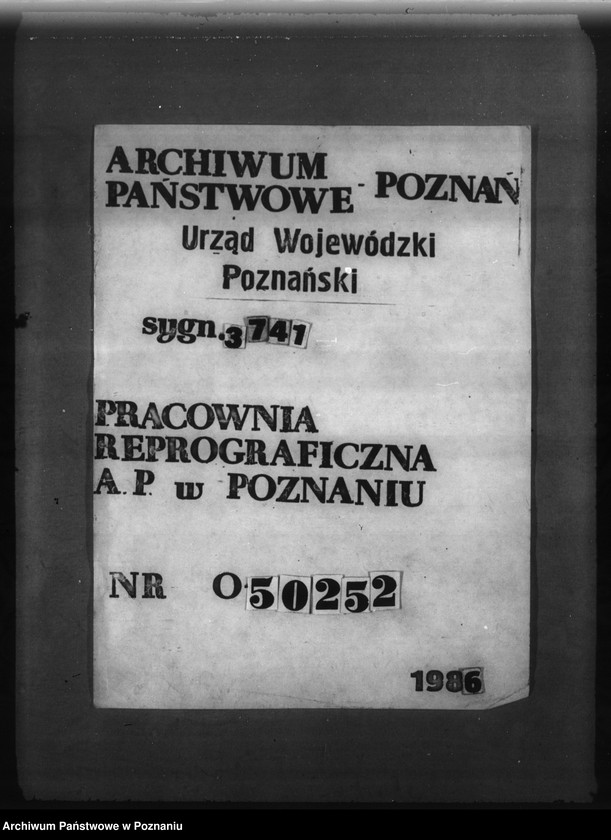 ARCHIWUM
PAŃSTWOWE - POZNAŃ
Urząd Wojewódzki
Poznański
sygn. 3741
PRACOWNIA
REPROGRAFICZNA
A.P. w POZNANIU
NR O.50252
1986
Archiwum Państwowe w Poznaniu